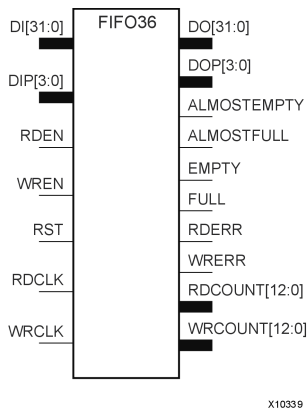 FIFO36
DI[31:0]
DIP[3:0]
RDEN
WREN
RST
RDCLK
WRCLK
DO[31:0]
DOP[3:0]
ALMOSTEMPTY
ALMOSTFULL
EMPTY
FULL
RDERR
WRERR
RDCOUNT[12:0]
WRCOUNT[12:0]
X10339